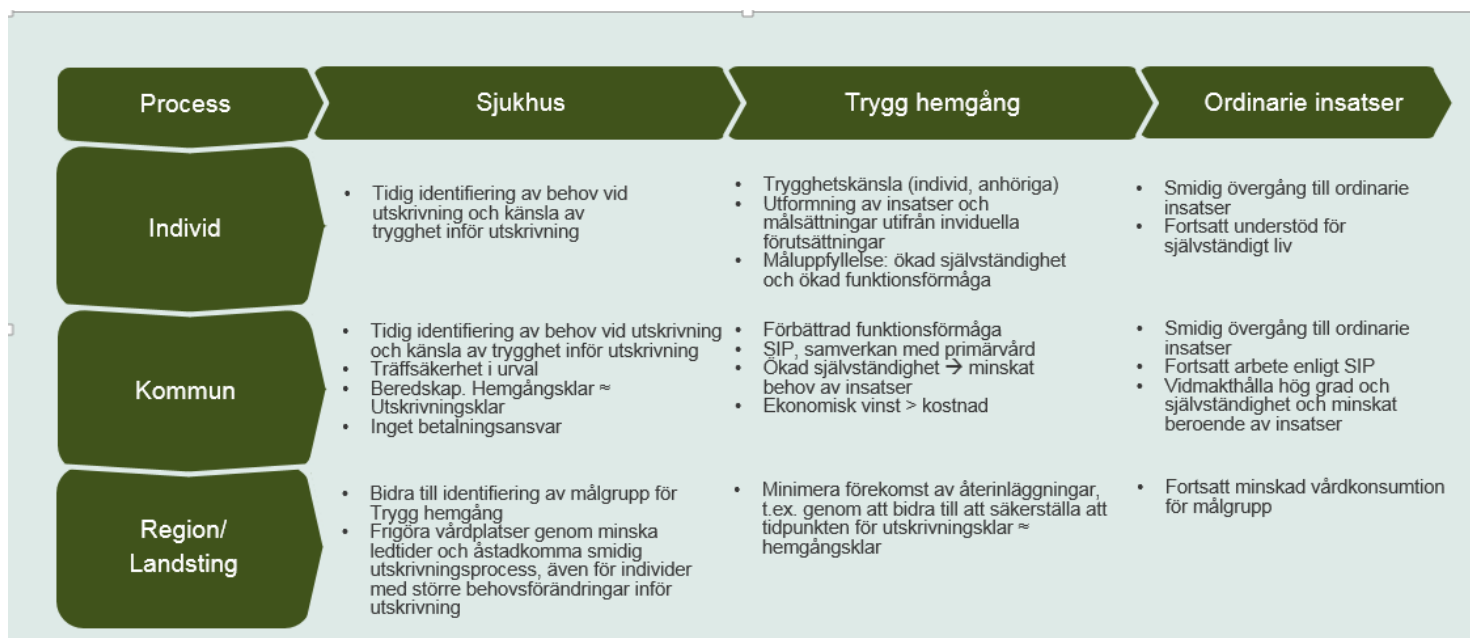 Process
Sjukhus
Trygg hemgång
Ordinarie insatser
Individ
• Tidig identifiering av behov vid
utskrivning och känsla av
trygghet inför utskrivning
• Trygghetskänsla (individ, anhöriga)
• Utformning av insatser och
målsättningar utifrån inviduella
förutsättningar
• Måluppfyllelse: ökad självständighet
och ökad funktionsförmåga
• Smidig övergång till ordinarie
insatser
• Fortsatt understöd för
självständigt liv
Kommun
• Tidig identifiering av behov vid utskrivning
och känsla av trygghet inför utskrivning
• Träffsäkerhet i urval
• Beredskap. Hemgångsklar ≈
Utskrivningsklar
• Inget betalningsansvar
• Förbättrad funktionsförmåga
• SIP, samverkan med primärvård
• Ökad självständighet → minskat
behov av insatser
• Ekonomisk vinst > kostnad
• Smidig övergång till ordinarie
insatser
• Fortsatt arbete enligt SIP
• Vidmakthålla hög grad och
självständighet och minskat
beroende av insatser
Region/
Landsting
• Bidra till identifiering av målgrupp för
Trygg hemgång
• Frigöra vårdplatser genom minska
ledtider och åstadkomma smidig
utskrivningsprocess, även för individer
med större behovsförändringar inför
utskrivning
• Minimera förekomst av återinläggningar,
t.ex. genom att bidra till att säkerställa att
tidpunkten för utskrivningsklar ≈
hemgångsklar
• Fortsatt minskad vårdkonsumtion
för målgrupp